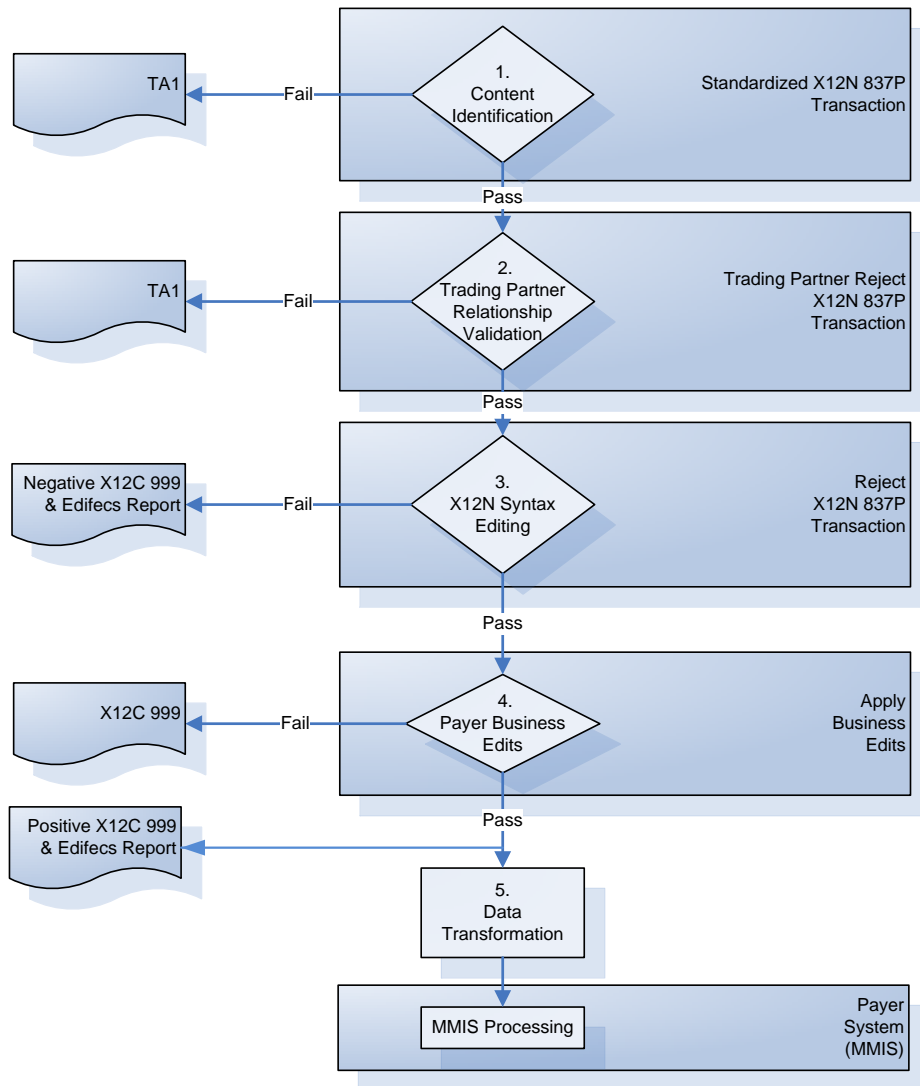 TA1
Fail
1.
Content
Identification
Standardized X12N 837P
Transaction
Pass
TA1
Fail
2.
Trading Partner
Relationship
Validation
Trading Partner Reject
X12N 837P
Transaction
Pass
Negative X12C 999
& Edifecs Report
Fail
3.
X12N Syntax
Editing
Reject
X12N 837P
Transaction
Pass
X12C 999
Fail
4.
Payer Business
Edits
Apply
Business
Edits
Pass
Positive X12C 999
& Edifecs Report
5.
Data
Transformation
MMIS Processing
Payer
System
(MMIS)